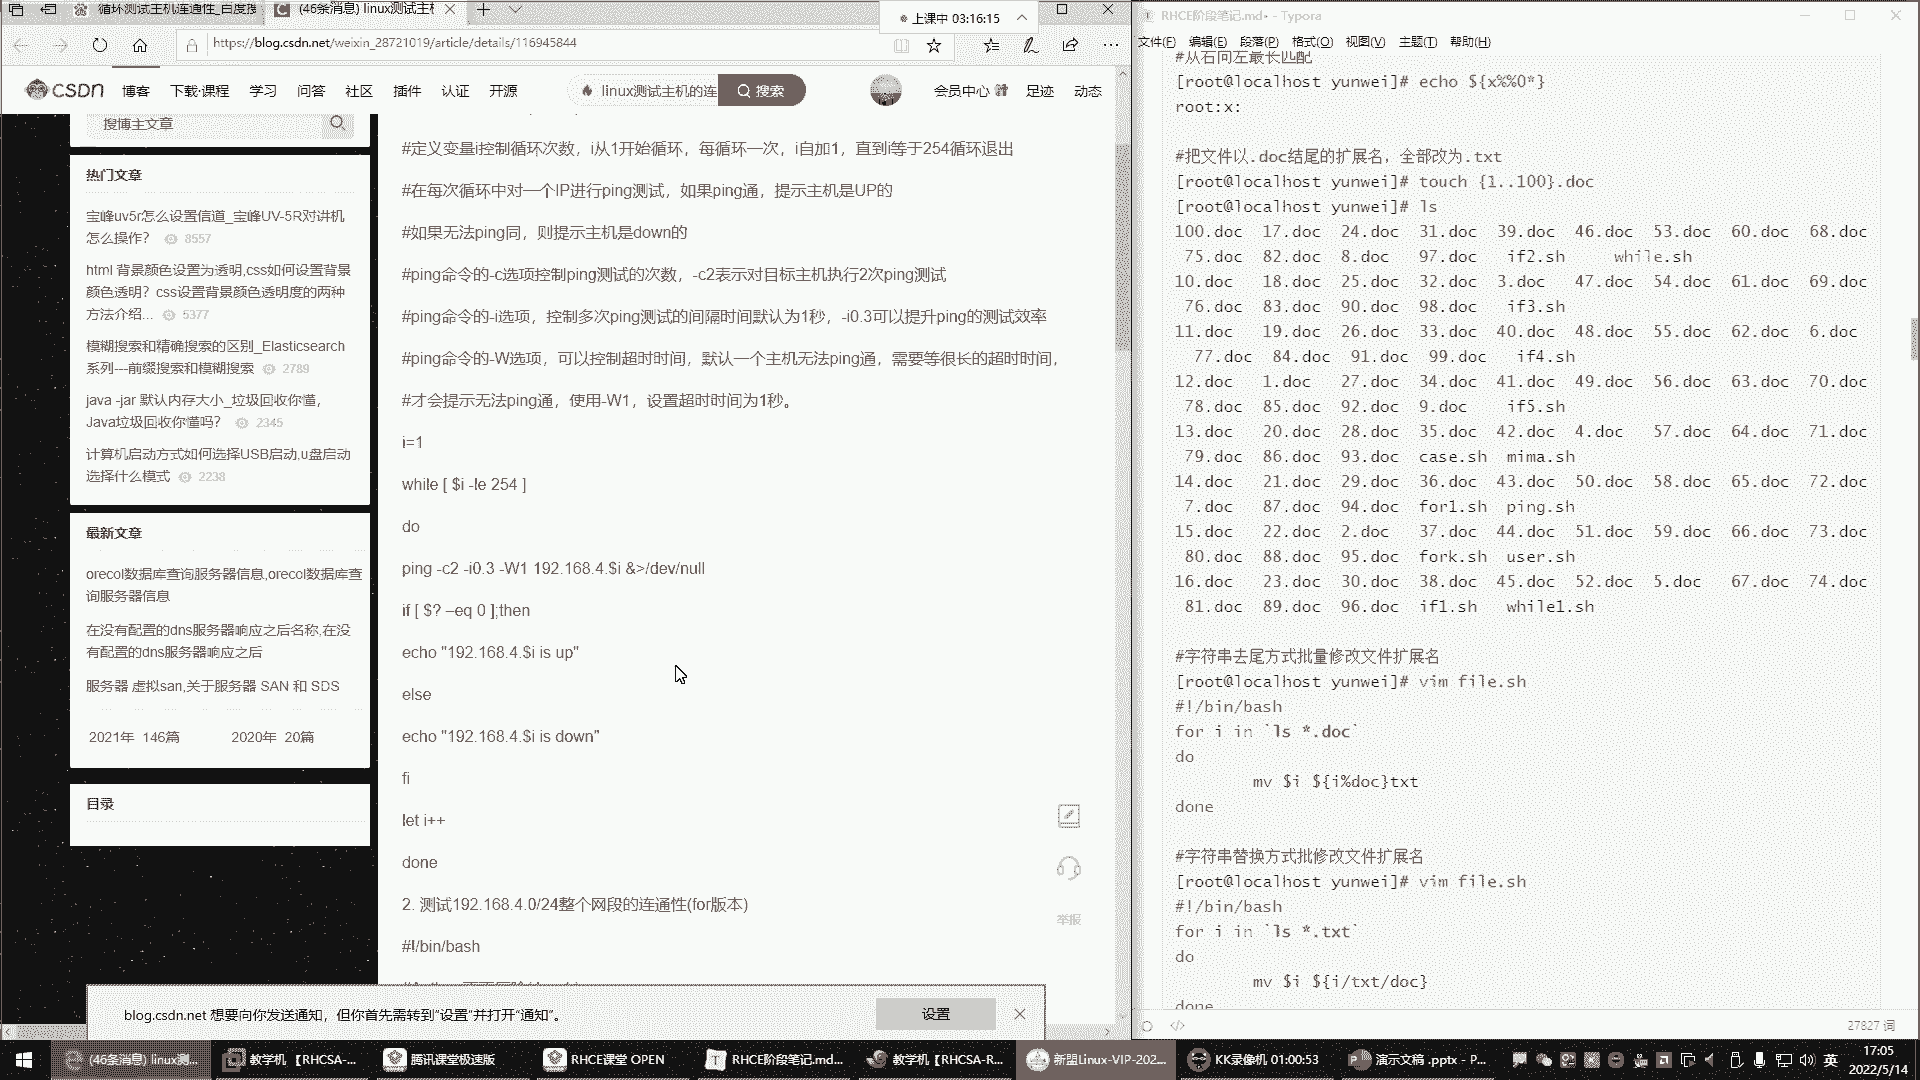 循环测试主机连通性_百度搜
(46条消息) linux测试主机
上课中 03:16:15
https://blog.csdn.net/weixin_28721019/article/details/116945844
CSDN 博客 下载·课程 学习 问答 社区 插件 认证 开源
linux测试主机的连 搜索
会员中心 足迹 动态
搜博主文章
热门文章
宝峰uv5r怎么设置信道_宝峰UV-5R对讲机
怎么操作? 8557
html 背景颜色设置为透明,css如何设置背景
颜色透明? css设置背景颜色透明度的两种
方法介绍... 5377
模糊搜索和精确搜索的区别_Elasticsearch
系列---前缀搜索和模糊搜索 2789
java -jar 默认内存大小_垃圾回收你懂,
Java垃圾回收你懂吗? 2345
计算机启动方式如何选择USB启动,u盘启动
选择什么模式 2238
最新文章
orecol数据库查询服务器信息,orecol数据库查
询服务器信息
在没有配置的dns服务器响应之后名称,在没
有配置的dns服务器响应之后
服务器 虚拟san,关于服务器 SAN 和 SDS
2021年 146篇 2020年 20篇
目录
#定义变量i控制循环次数，i从1开始循环，每循环一次，i自加1，直到i等于254循环退出
#在每次循环中对一个IP进行ping测试，如果ping通，提示主机是UP的
#如果无法ping同，则提示主机是down的
#ping命令的-c选项控制ping测试的次数，-c2表示对目标主机执行2次ping测试
#ping命令的-i选项，控制多次ping测试的间隔时间默认为1秒，-i0.3可以提升ping的测试效率
#ping命令的-W选项，可以控制超时时间，默认一个主机无法ping通，需要等很长的超时时间，
#才会提示无法ping通，使用-W1，设置超时时间为1秒。
i=1
while [ $i -le 254 ]
do
ping -c2 -i0.3 -W1 192.168.4.$i &>/dev/null
if [ $? –eq 0 ];then
echo "192.168.4.$i is up"
else
echo "192.168.4.$i is down"
fi
let i++
done
2. 测试192.168.4.0/24整个网段的连通性(for版本)
#!/bin/bash
举报
blog.csdn.net 想要向你发送通知，但你首先需转到“设置”并打开“通知”。
设置
RHCE阶段笔记.md• - Typora
文件(F) 编辑(E) 段落(P) 格式(O) 视图(V) 主题(T) 帮助(H)
#从右向左最长匹配
[root@localhost yunwei]# echo ${x%%0*}
root:x:
#把文件以.doc结尾的扩展名，全部改为.txt
[root@localhost yunwei]# touch {1..100}.doc
[root@localhost yunwei]# ls
100.doc 17.doc 24.doc 31.doc 39.doc 46.doc 53.doc 60.doc 68.doc
75.doc 82.doc 8.doc 97.doc if2.sh while.sh
10.doc 18.doc 25.doc 32.doc 3.doc 47.doc 54.doc 61.doc 69.doc
76.doc 83.doc 90.doc 98.doc if3.sh
11.doc 19.doc 26.doc 33.doc 40.doc 48.doc 55.doc 62.doc 6.doc
77.doc 84.doc 91.doc 99.doc if4.sh
12.doc 1.doc 27.doc 34.doc 41.doc 49.doc 56.doc 63.doc 70.doc
78.doc 85.doc 92.doc 9.doc if5.sh
13.doc 20.doc 28.doc 35.doc 42.doc 4.doc 57.doc 64.doc 71.doc
79.doc 86.doc 93.doc case.sh mima.sh
14.doc 21.doc 29.doc 36.doc 43.doc 50.doc 58.doc 65.doc 72.doc
7.doc 87.doc 94.doc for1.sh ping.sh
15.doc 22.doc 2.doc 37.doc 44.doc 51.doc 59.doc 66.doc 73.doc
80.doc 88.doc 95.doc fork.sh user.sh
16.doc 23.doc 30.doc 38.doc 45.doc 52.doc 5.doc 67.doc 74.doc
81.doc 89.doc 96.doc if1.sh while1.sh
#字符串去尾方式批量修改文件扩展名
[root@localhost yunwei]# vim file.sh
#!/bin/bash
for i in `ls *.doc`
do
mv $i ${i%doc}txt
done
#字符串替换方式批修改文件扩展名
[root@localhost yunwei]# vim file.sh
#!/bin/bash
for i in `ls *.txt`
do
mv $i ${i/txt/doc}
done
27827 词
(46条消息) linux测... 教学机 【RHCSA-... 腾讯课堂极速版 RHCE课堂 OPEN RHCE阶段笔记.md... 教学机【RHCSA-R... 新盟Linux-VIP-202... KK录像机 01:00:53 演示文稿 .pptx - P... 英 17:05
2022/5/14